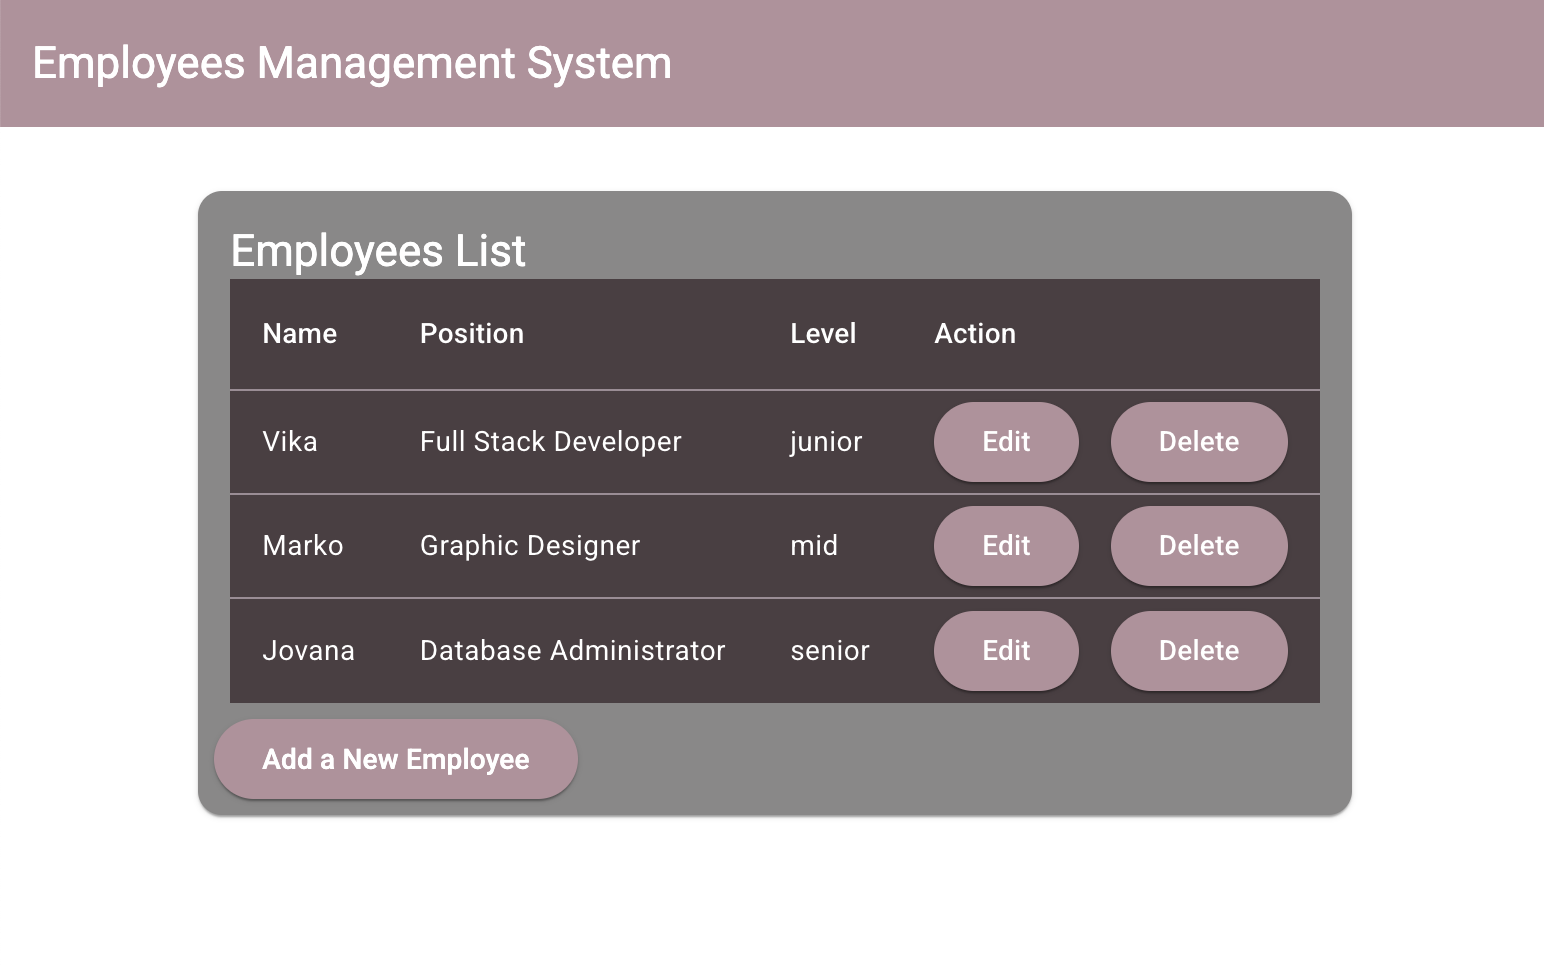 Employees Management System
Employees List
Name Position Level Action
Vika Full Stack Developer junior Edit Delete
Marko Graphic Designer mid Edit Delete
Jovana Database Administrator senior Edit Delete
Add a New Employee